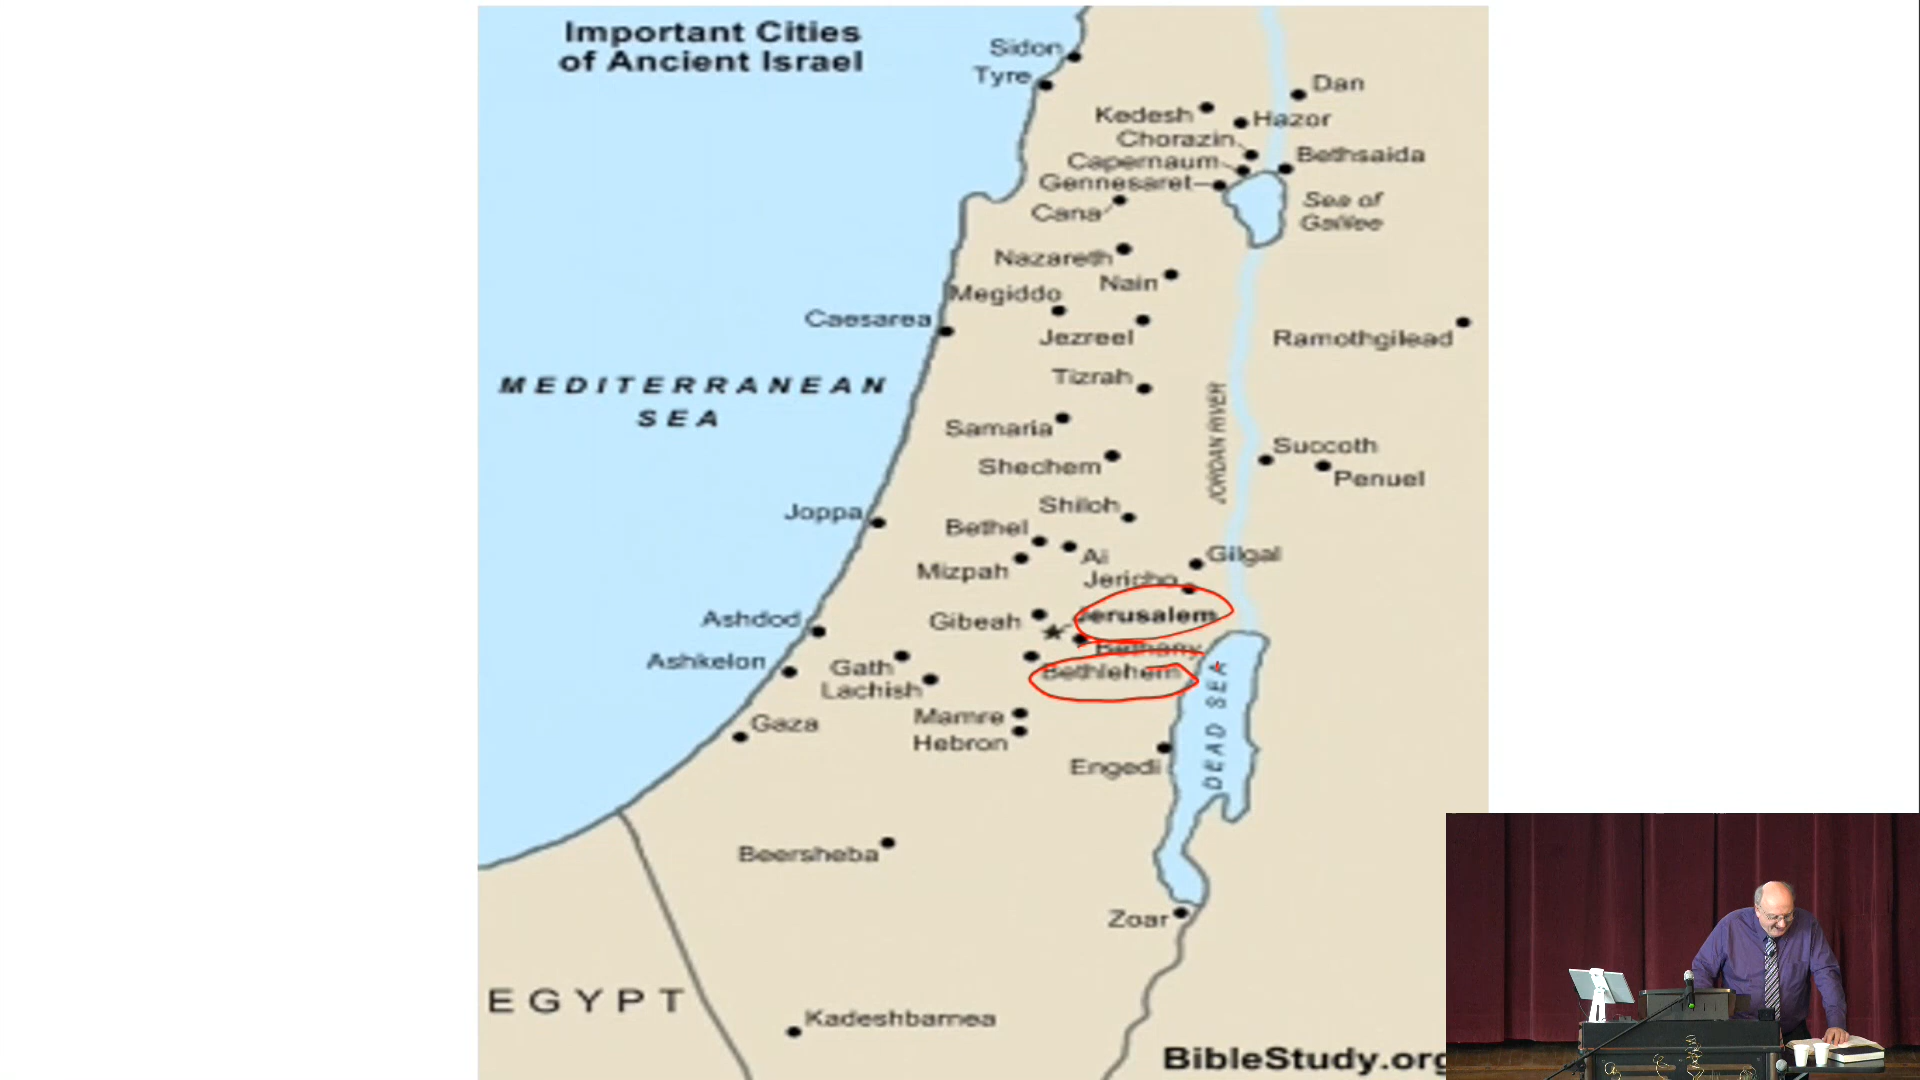 Important Cities
of Ancient Israel
Sidon
Tyre
Dan
Kedesh
Hazor
Chorazin
Bethsaida
Capernaum
Gennesaret
Sea of
Galilee
Cana
Nazareth
Nain
Megiddo
Caesarea
Jezreel
Ramothgilead
Tizrah
MEDITERRANEAN
SEA
JORDAN RIVER
Samaria
Succoth
Shechem
Penuel
Shiloh
Joppa
Bethel
Ai
Gilgal
Mizpah
Jericho
Jerusalem
Ashdod
Gibeah
Bethany
Ashkelon
Gath
Bethlehem
Lachish
DEAD SEA
Mamre
Gaza
Hebron
Engedi
Beersheba
Zoar
EGYPT
Kadeshbarnea
BibleStudy.org